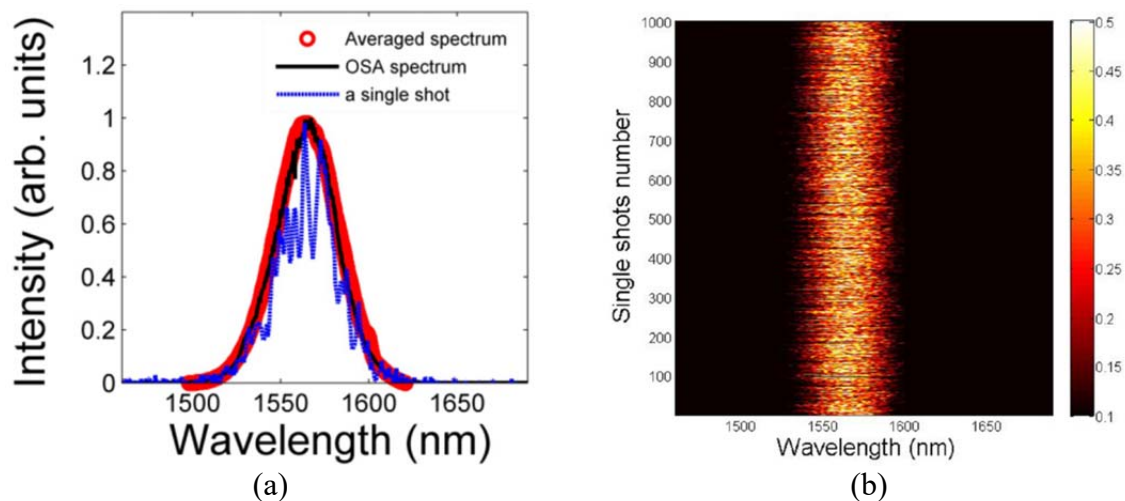 Intensity (arb. units)
1.2
1
0.8
0.6
0.4
0.2
0
Averaged spectrum
OSA spectrum
a single shot
1500 1550 1600 1650
Wavelength (nm)
(a)
Single shots number
1000
900
800
700
600
500
400
300
200
100
1500 1550 1600 1650
Wavelength (nm)
0.5
0.45
0.4
0.35
0.3
0.25
0.2
0.15
0.1
(b)